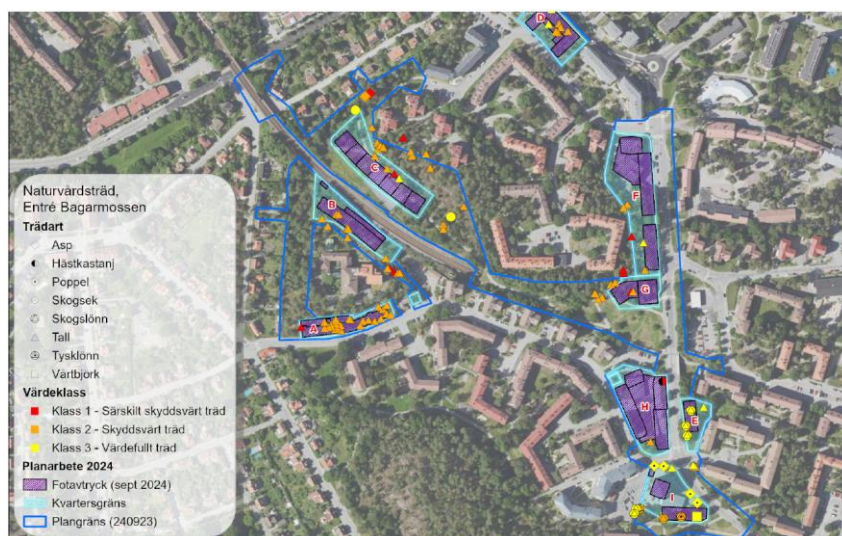 Naturvårdsträd,
Entré Bagarmossen
Trädart
Asp
Hästkastanj
Poppel
Skogsek
Skogslönn
Tall
Tysklönn
Vårtbjörk
Värdeklass
Klass 1 - Särskilt skyddsvärt träd
Klass 2 - Skyddsvärt träd
Klass 3 - Värdefullt träd
Planarbete 2024
Fotavtryck (sept 2024)
Kvartersgräns
Plangräns (240923)
D
C
B
F
A
G
H
E
I